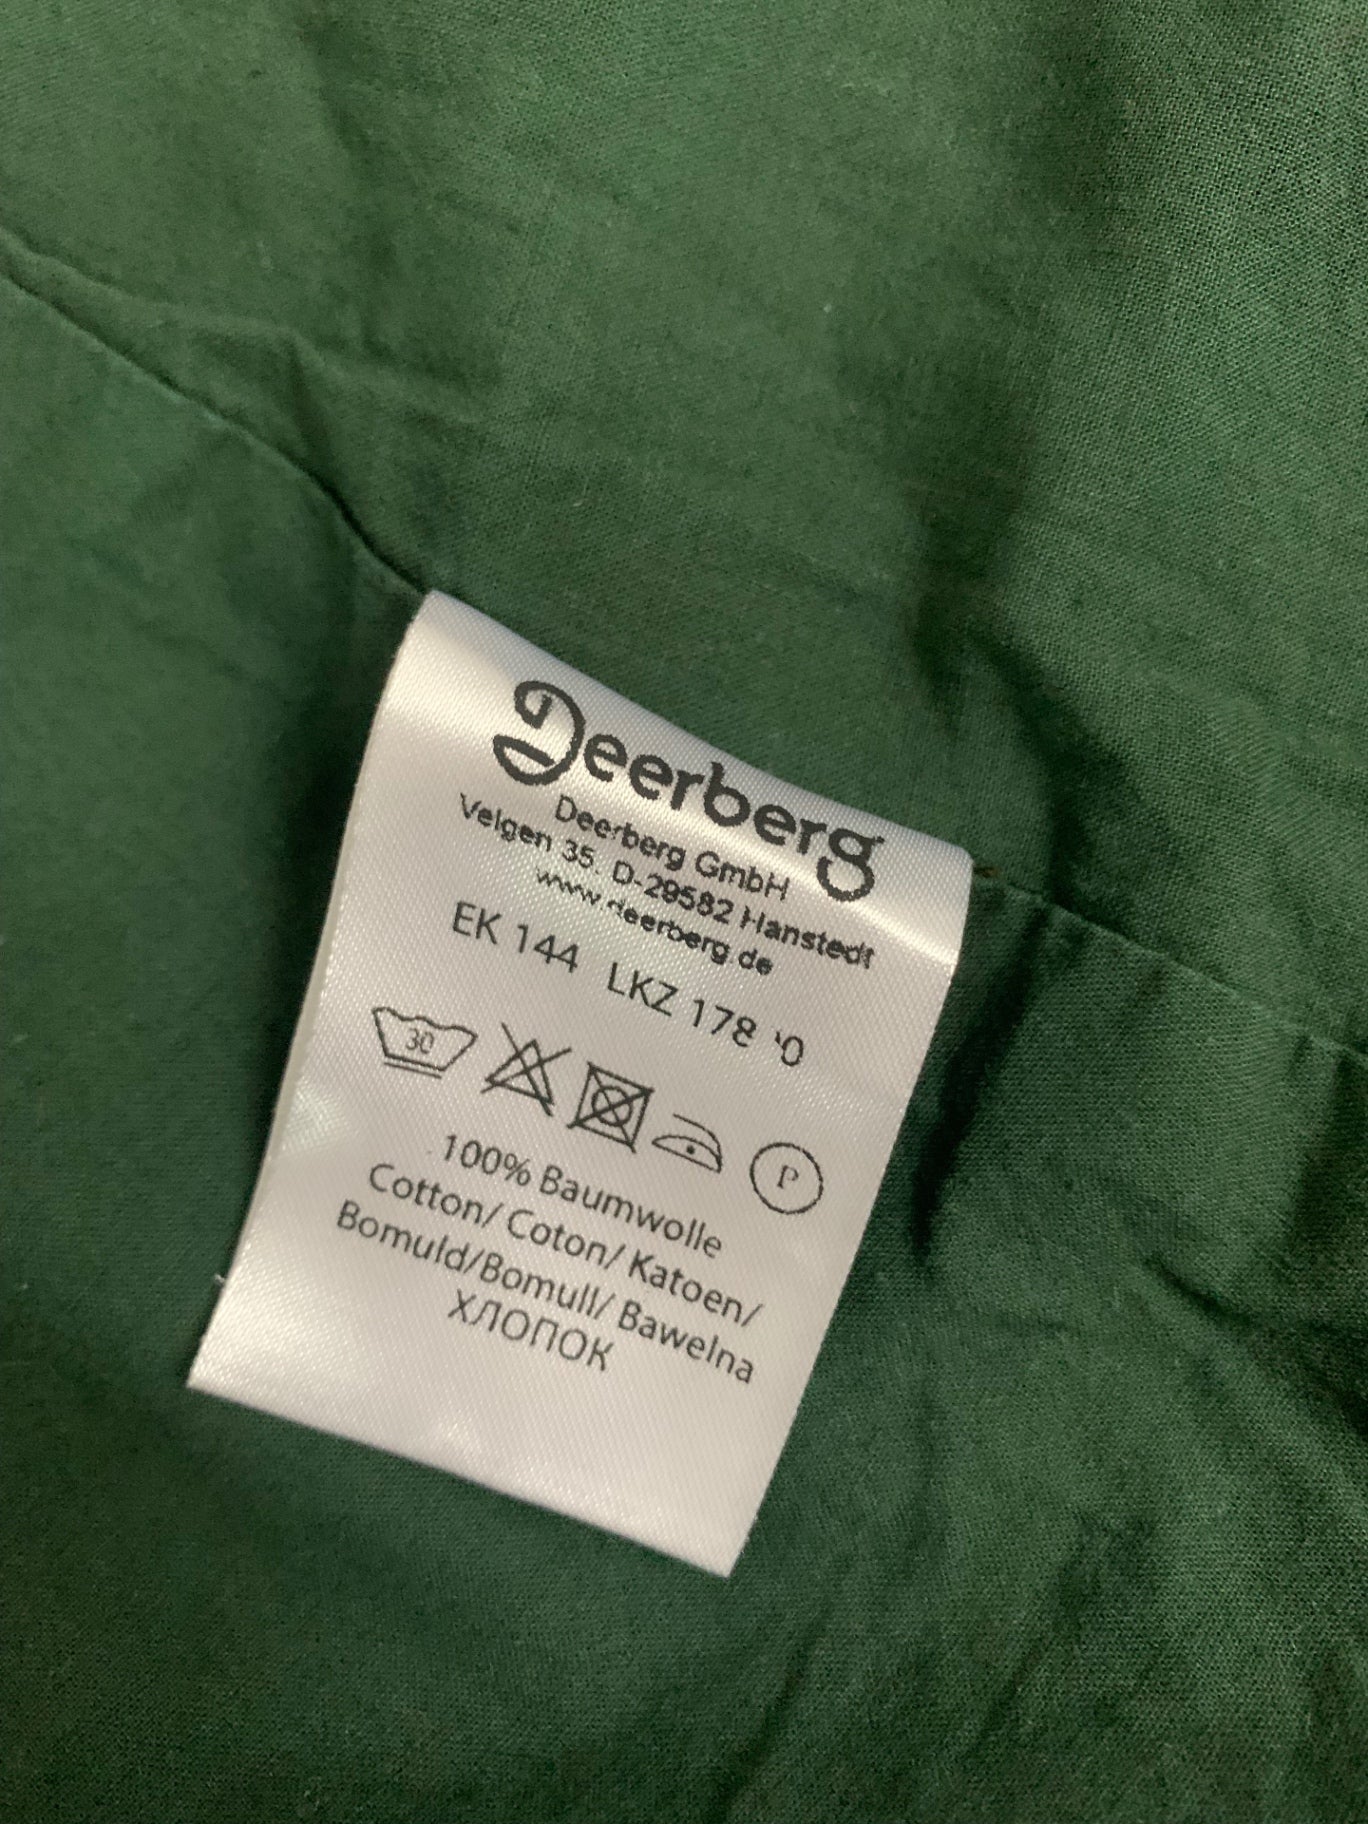 Deerberg
Deerberg GmbH
Velgen 35. D-29582 Hanstedt
www.deerberg.de
EK 144 LKZ 178
30
P
100% Baumwolle
Cotton/ Coton/ Katoen/
Bomuld/Bomull/ Bawelna
ХЛОПОК